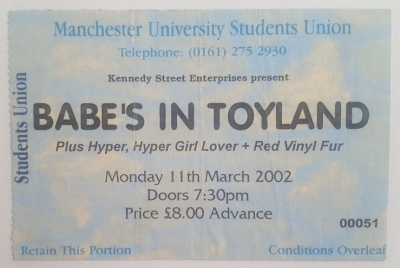 Manchester University Students Union
Telephone: (0161) 275 2930
Kennedy Street Enterprises present
BABE'S IN TOYLAND
Plus Hyper, Hyper Girl Lover + Red Vinyl Fur
Monday 11th March 2002
Doors 7:30pm
Price £8.00 Advance
00051
Retain This Portion
Conditions Overleaf
Students Union